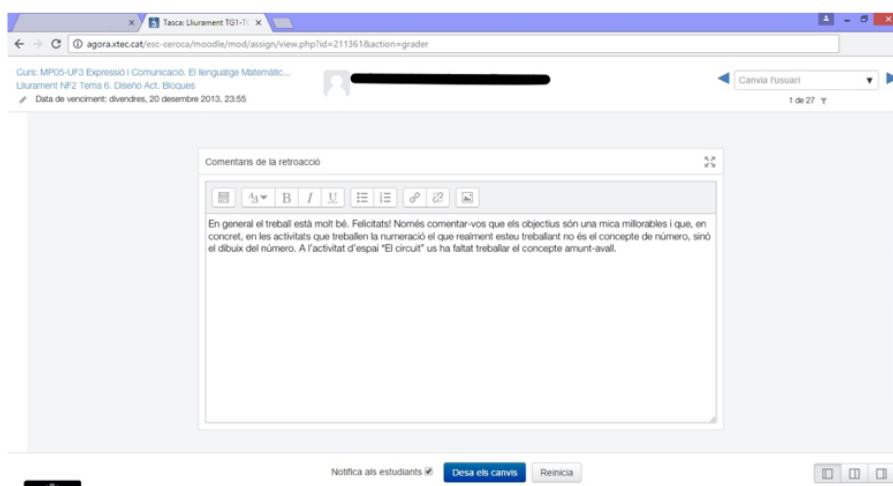 Tasca: Lliurament TG1-T
agora.xtec.cat/esc-ceroca/moodle/mod/assign/view.php?id=211361&action=grader
Curs: MP05-UF3 Expressió i Comunicació. El llenguatge Matemàtic...
Lliurament NF2 Tema 6. Diseño Act. Bloques
Data de venciment: divendres, 20 desembre 2013, 23:55
Canvia l'usuari
1 de 27
Comentaris de la retroacció
B I U
En general el treball està molt bé. Felicitats! Només comentar-vos que els objectius són una mica millorables i que, en
concret, en les activitats que treballen la numeració el que realment esteu treballant no és el concepte de número, sinó
el dibuix del número. A l'activitat d'espai "El circuit" us ha faltat treballar el concepte amunt-avall.
Notifica als estudiants
Desa els canvis
Reinicia